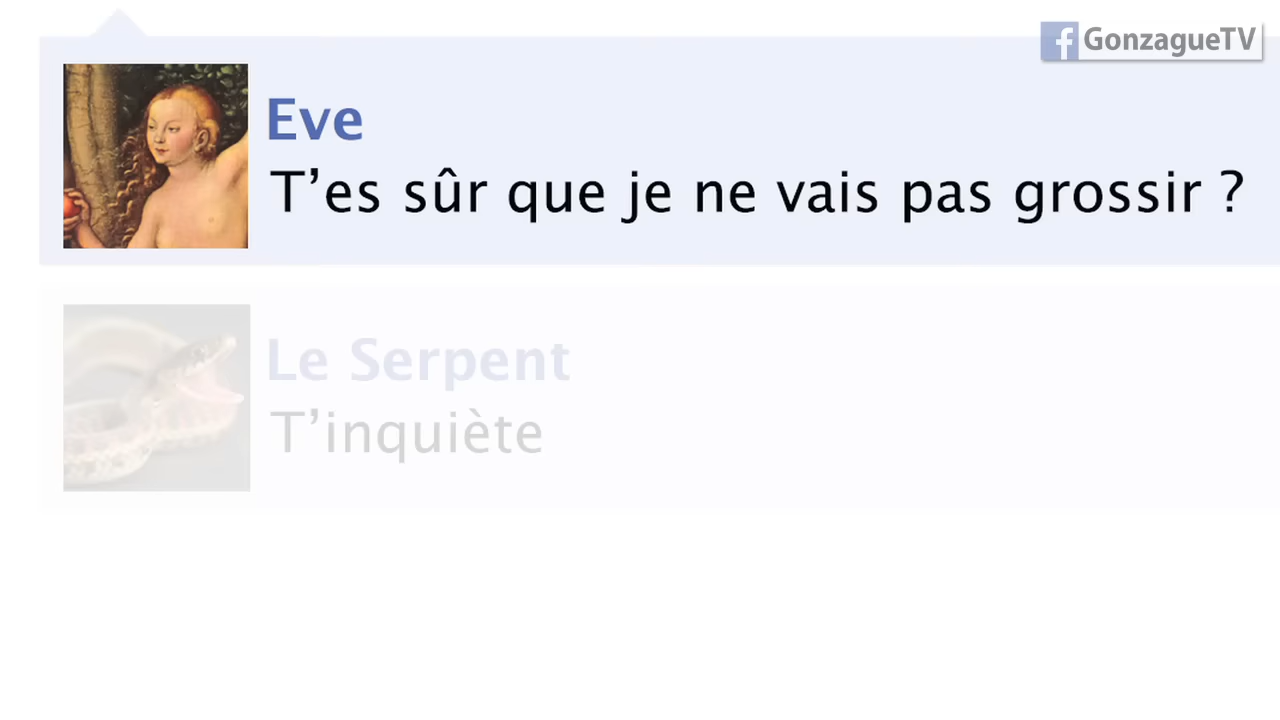 GonzagueTV
Eve
T’es sûr que je ne vais pas grossir ?
Le Serpent
T’inquiète